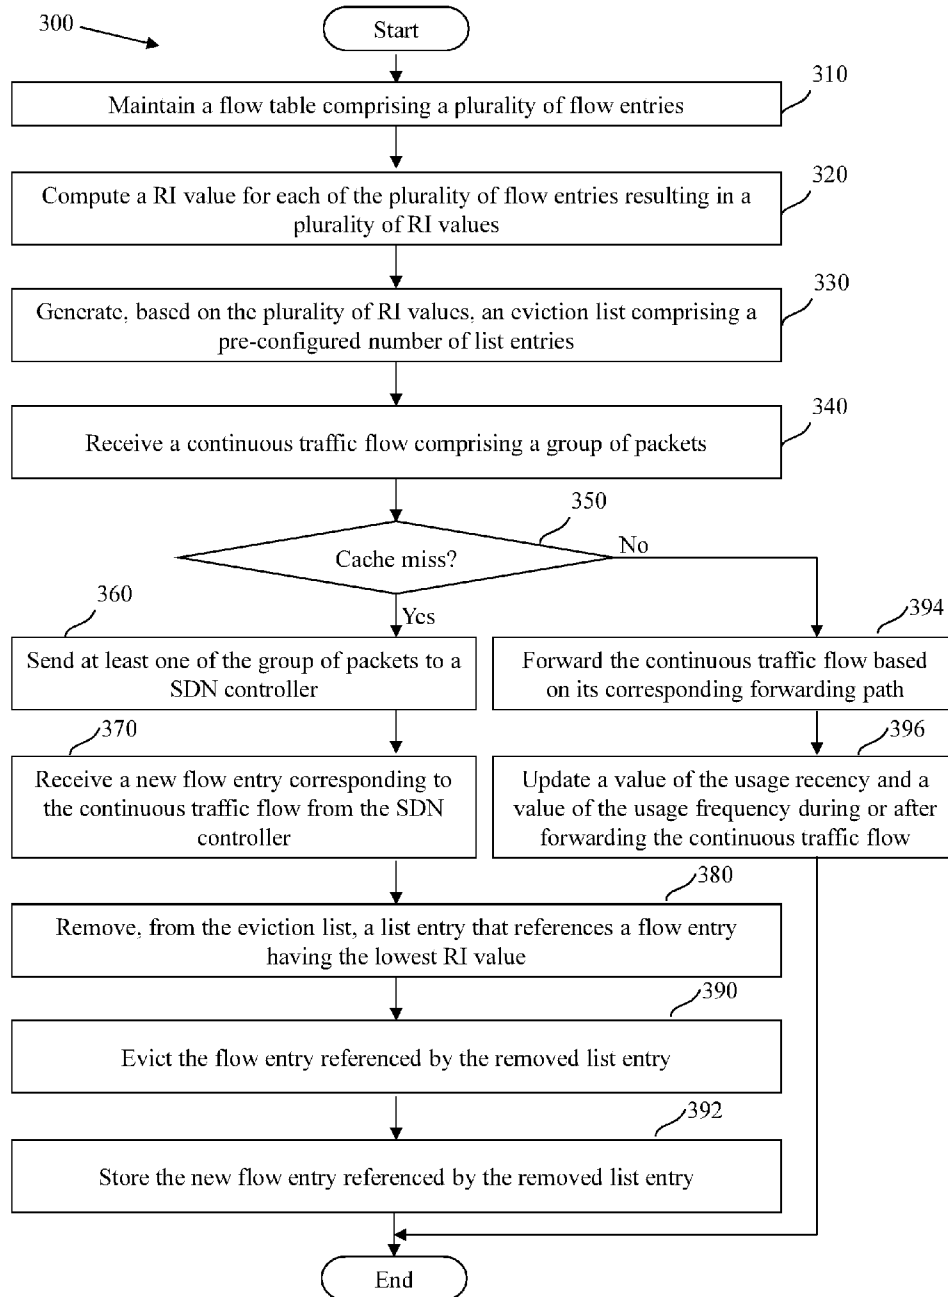 300
Start
310
Maintain a flow table comprising a plurality of flow entries
320
Compute a RI value for each of the plurality of flow entries resulting in a
plurality of RI values
330
Generate, based on the plurality of RI values, an eviction list comprising a
pre-configured number of list entries
340
Receive a continuous traffic flow comprising a group of packets
350
Cache miss?
No
Yes
360
Send at least one of the group of packets to a
SDN controller
394
Forward the continuous traffic flow based
on its corresponding forwarding path
370
Receive a new flow entry corresponding to
the continuous traffic flow from the SDN
controller
396
Update a value of the usage recency and a
value of the usage frequency during or after
forwarding the continuous traffic flow
380
Remove, from the eviction list, a list entry that references a flow entry
having the lowest RI value
390
Evict the flow entry referenced by the removed list entry
392
Store the new flow entry referenced by the removed list entry
End